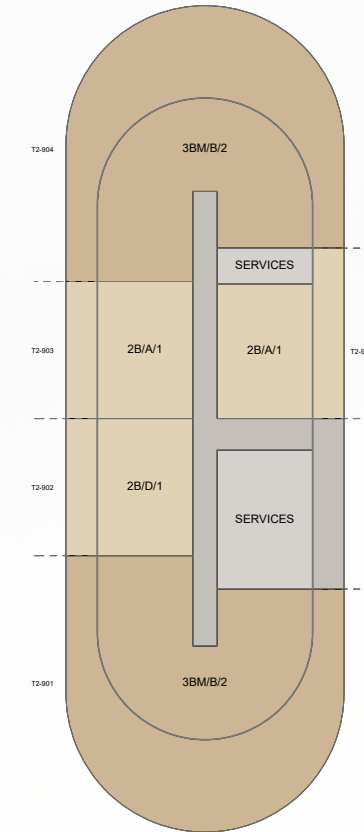 T2-904
3BM/B/2
SERVICES
T2-903
2B/A/1
2B/A/1
T2-902
2B/D/1
SERVICES
T2-901
3BM/B/2